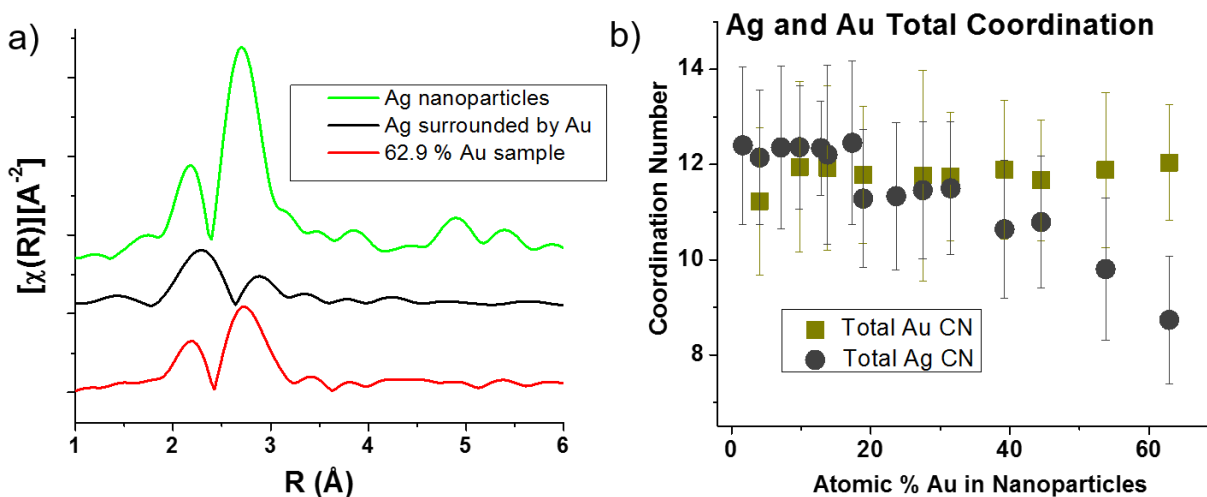 a)
Ag nanoparticles
Ag surrounded by Au
62.9 % Au sample
[χ(R)][A⁻²]
1 2 3 4 5 6
R (Å)
b)
Ag and Au Total Coordination
Coordination Number
14
12
10
8
Total Au CN
Total Ag CN
0 20 40 60
Atomic % Au in Nanoparticles